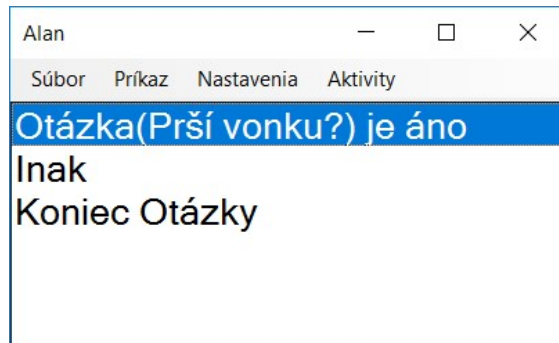 Alan
Súbor Príkaz Nastavenia Aktivity
Otázka(Prší vonku?) je áno
Inak
Koniec Otázky